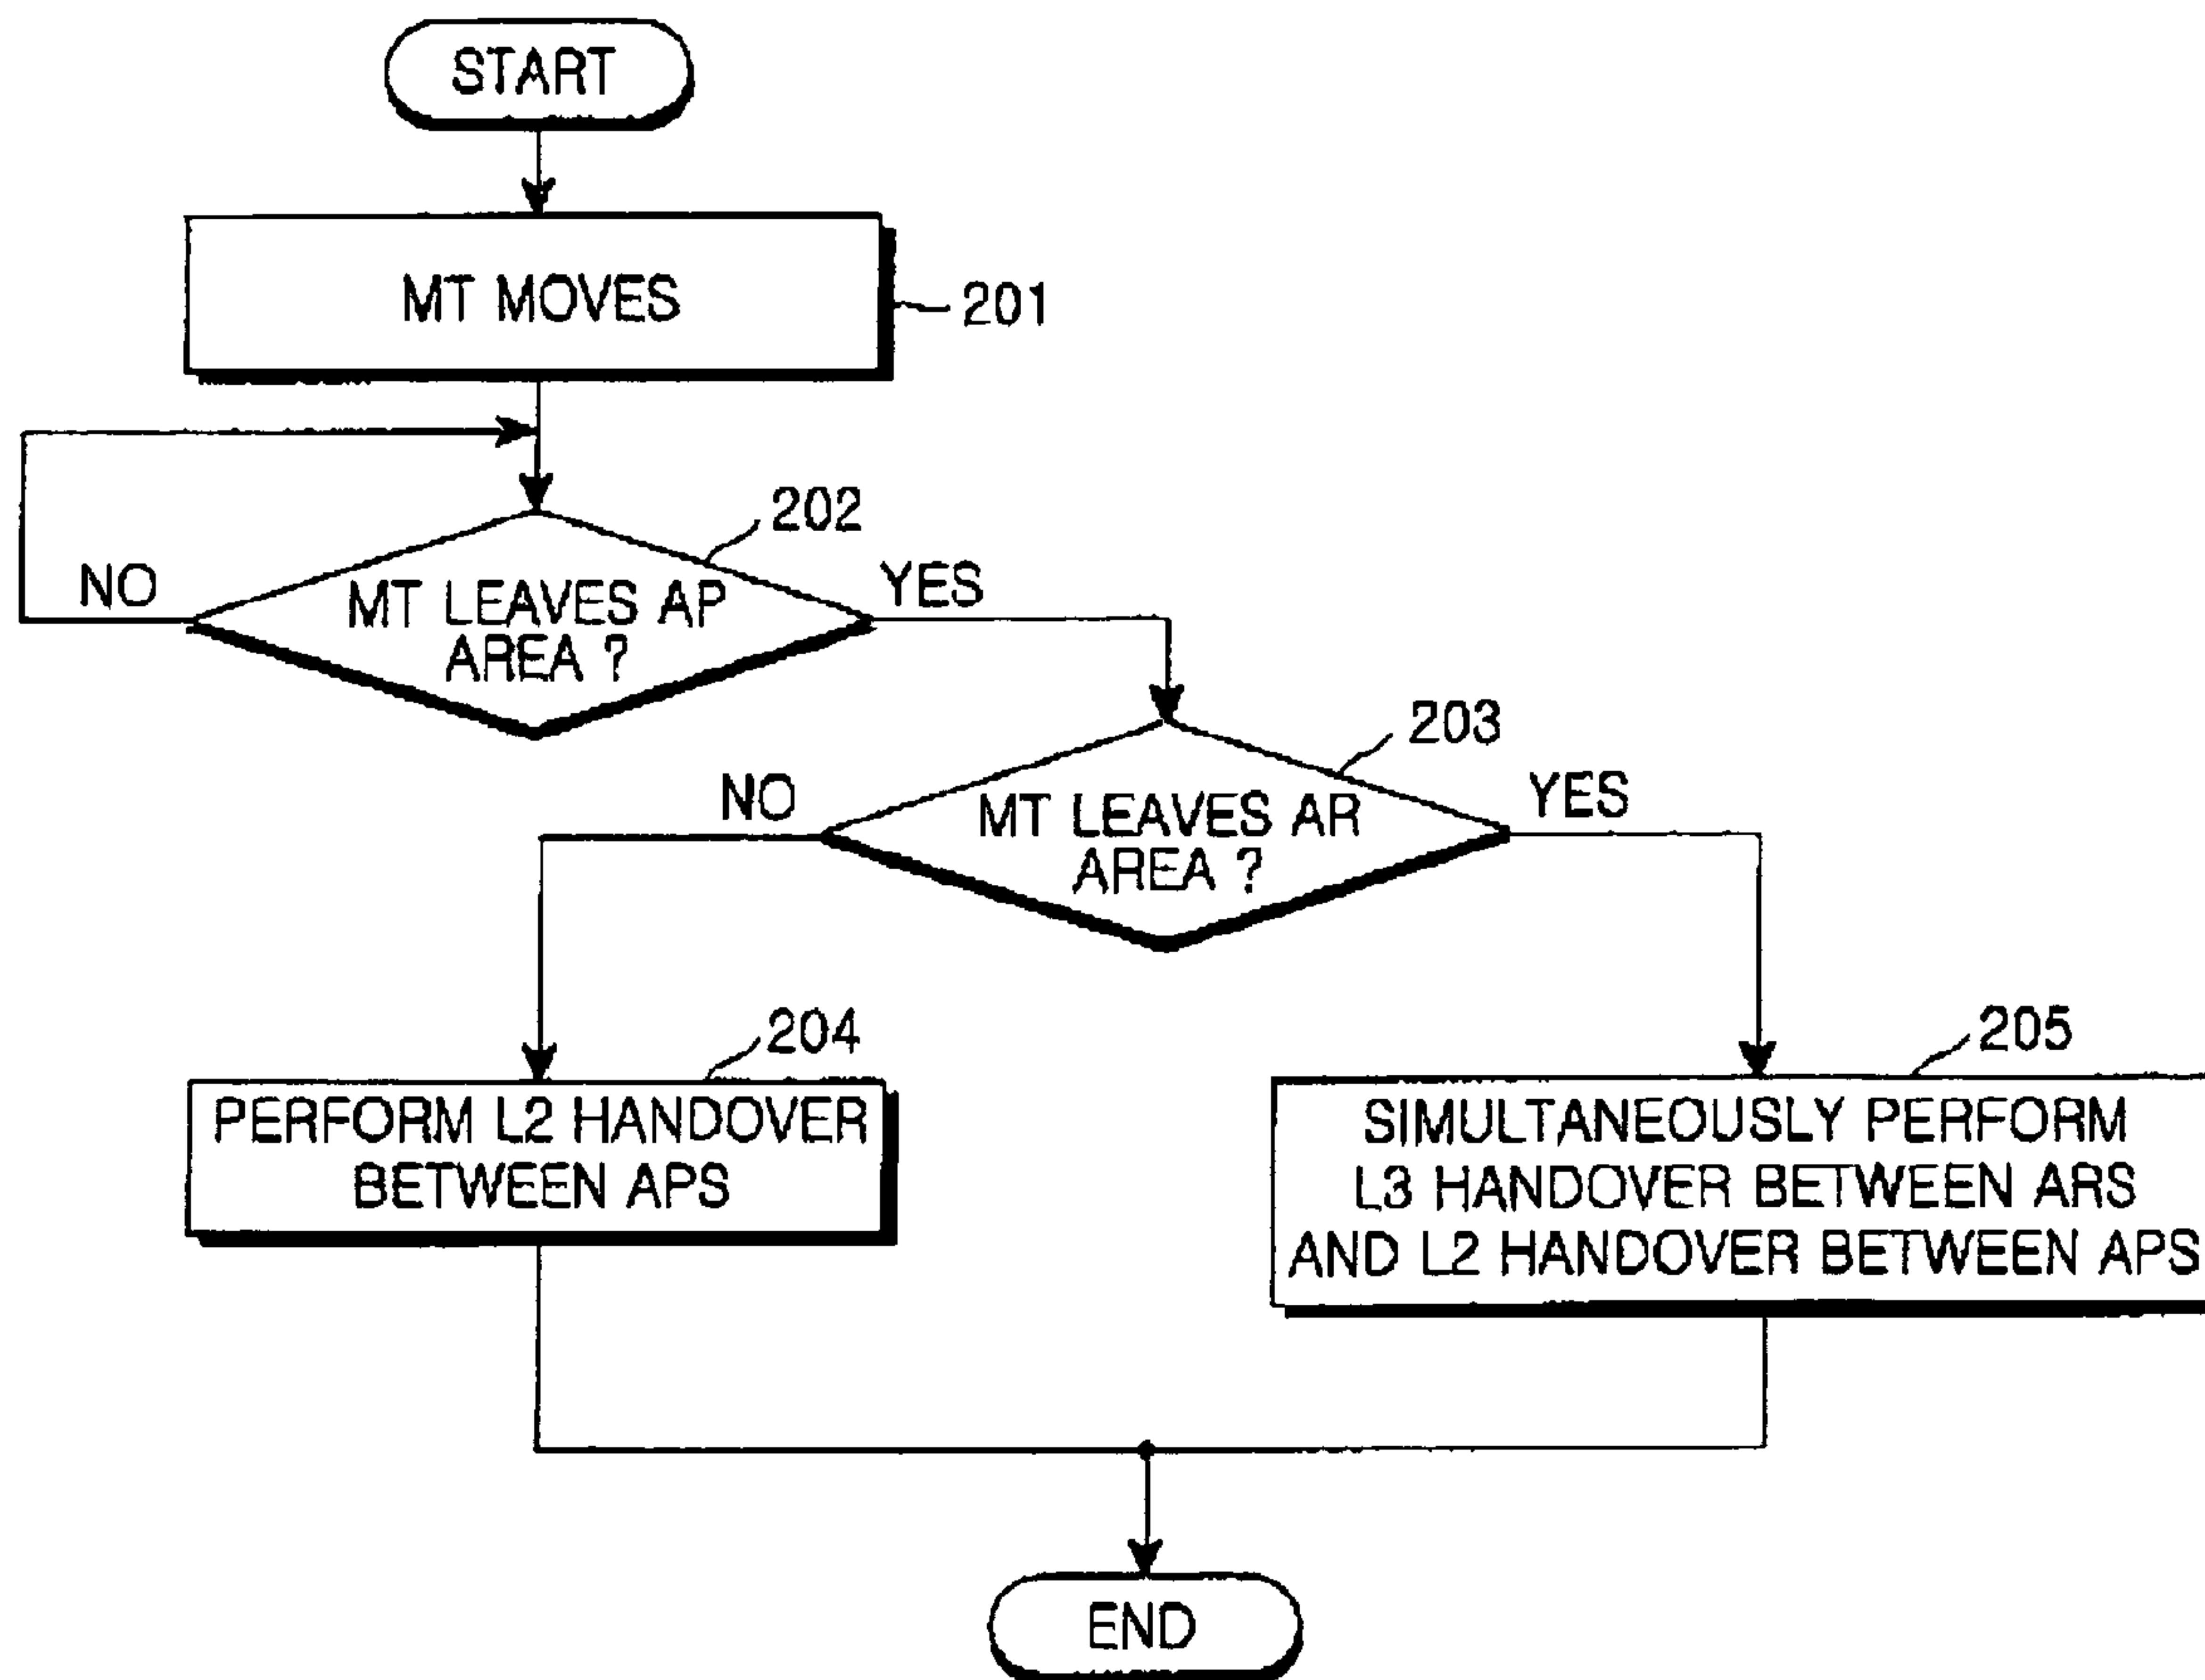 START
MT MOVES
201
202
NO
YES
MT LEAVES AP
AREA ?
203
NO
YES
MT LEAVES AR
AREA ?
204
205
PERFORM L2 HANDOVER
BETWEEN APS
SIMULTANEOUSLY PERFORM
L3 HANDOVER BETWEEN ARS
AND L2 HANDOVER BETWEEN APS
END